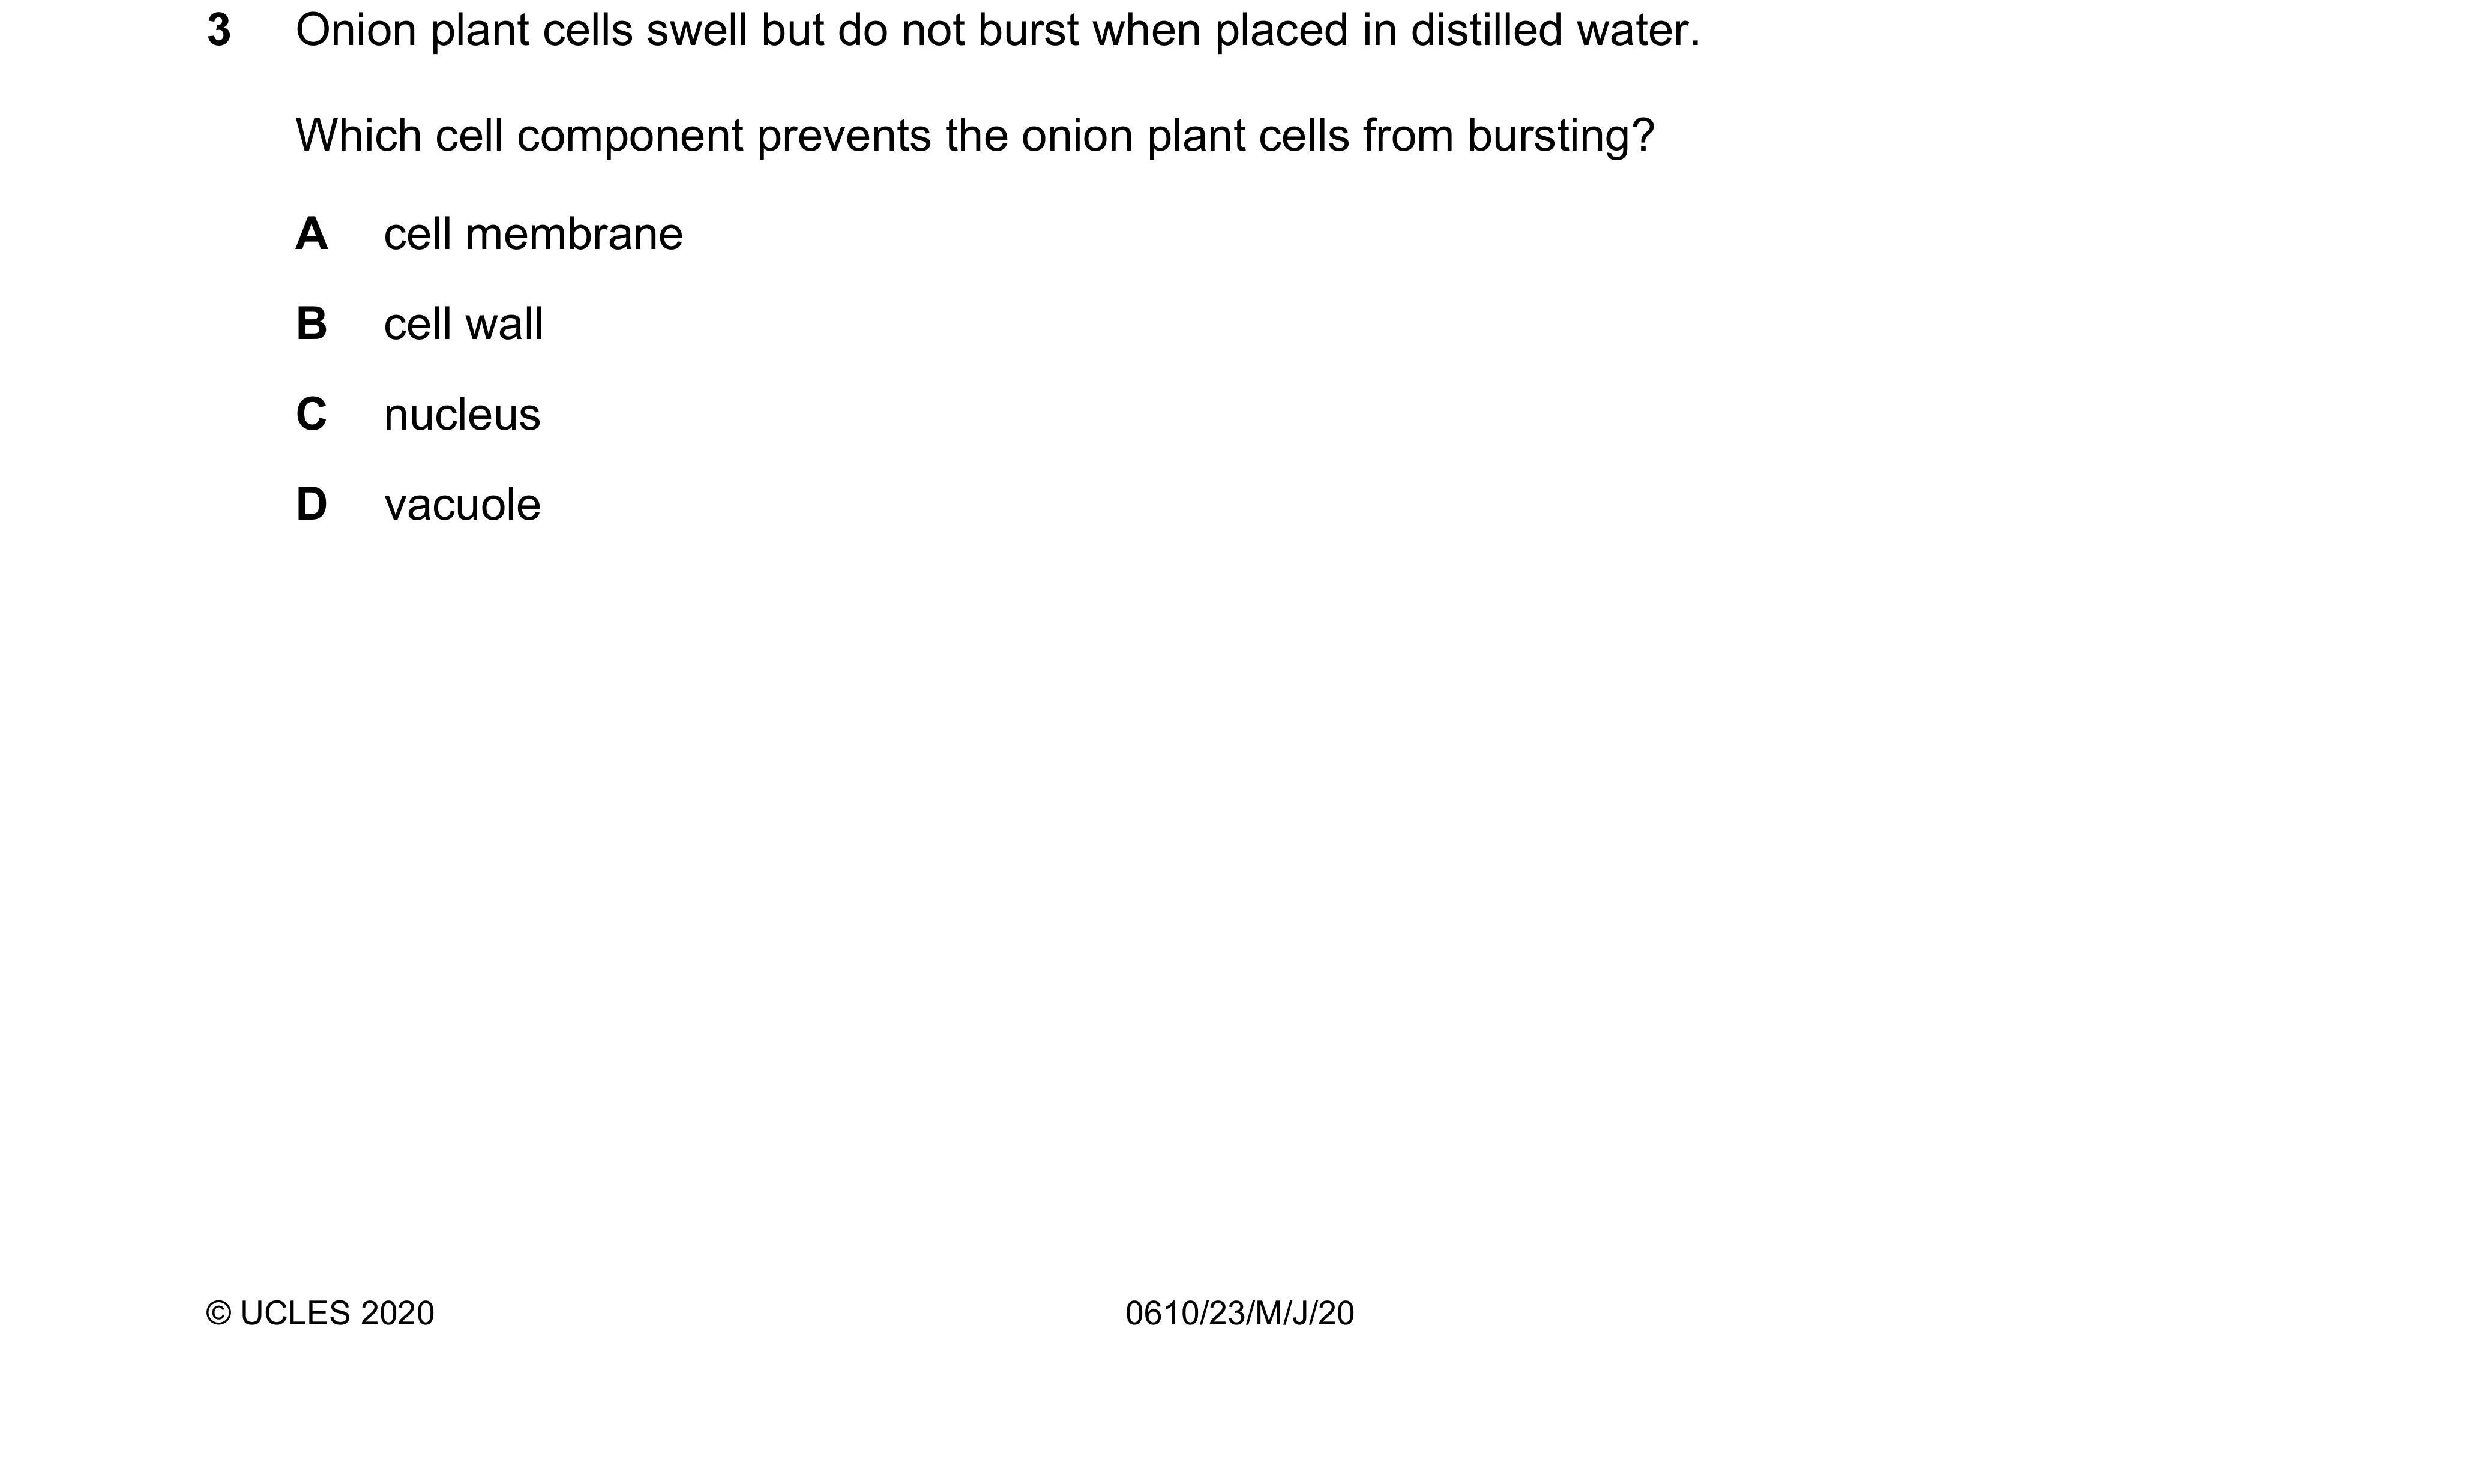 3 Onion plant cells swell but do not burst when placed in distilled water.
Which cell component prevents the onion plant cells from bursting?
A cell membrane
B cell wall
C nucleus
D vacuole
© UCLES 2020 0610/23/M/J/20